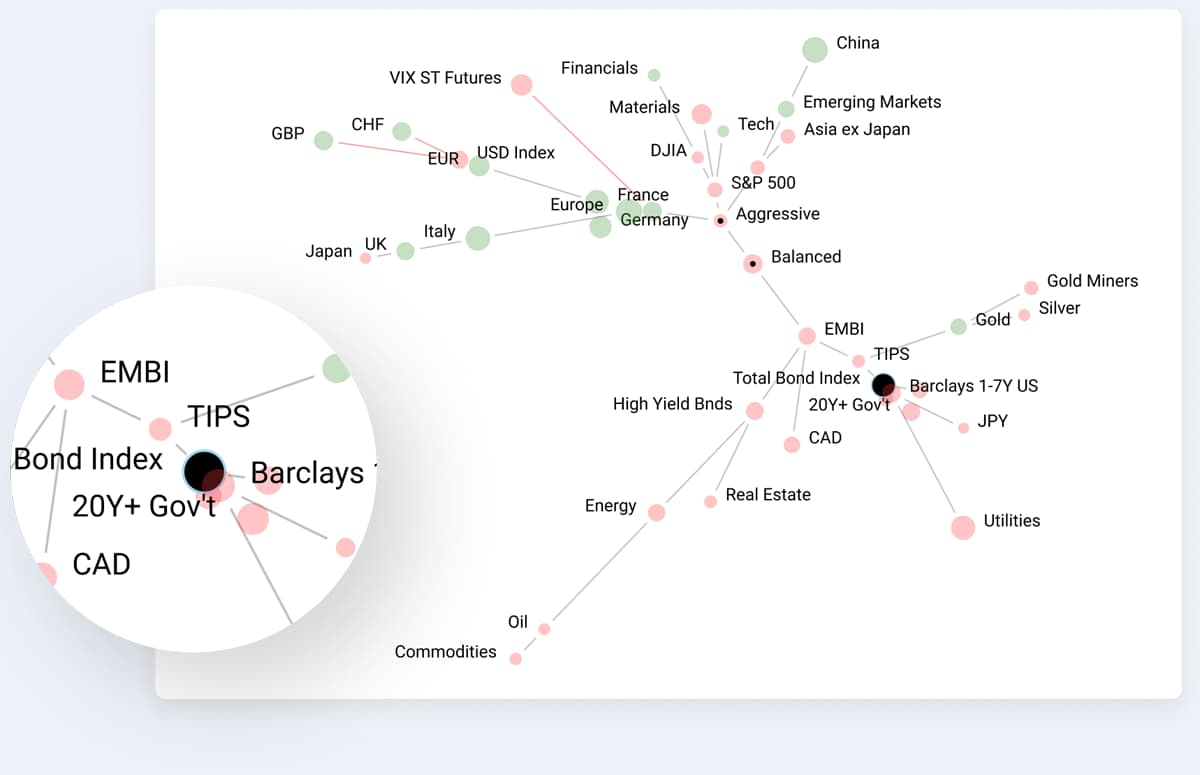 China
Financials
VIX ST Futures
Emerging Markets
Materials
CHF
Tech
Asia ex Japan
GBP
DJIA
USD Index
EUR
S&P 500
France
Europe
Aggressive
Germany
Italy
UK
Japan
Balanced
Gold Miners
Silver
Gold
EMBI
TIPS
Total Bond Index
Barclays 1-7Y US
High Yield Bnds
20Y+ Gov't
JPY
CAD
Real Estate
Energy
Utilities
Oil
Commodities
EMBI
TIPS
Bond Index
Barclays
20Y+ Gov't
CAD